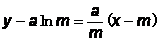 y − a ln m = a/m (x − m)